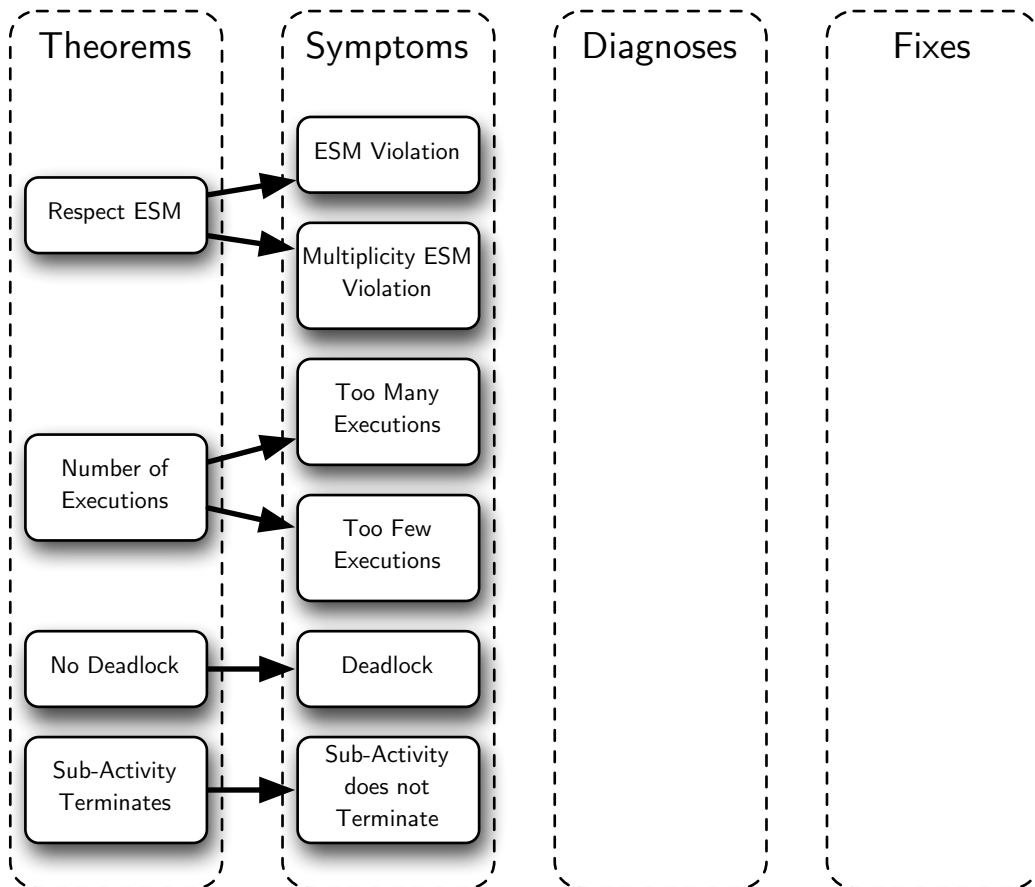 Theorems
Symptoms
Diagnoses
Fixes
Respect ESM
ESM Violation
Multiplicity ESM
Violation
Number of
Executions
Too Many
Executions
Too Few
Executions
No Deadlock
Deadlock
Sub-Activity
Terminates
Sub-Activity
does not
Terminate